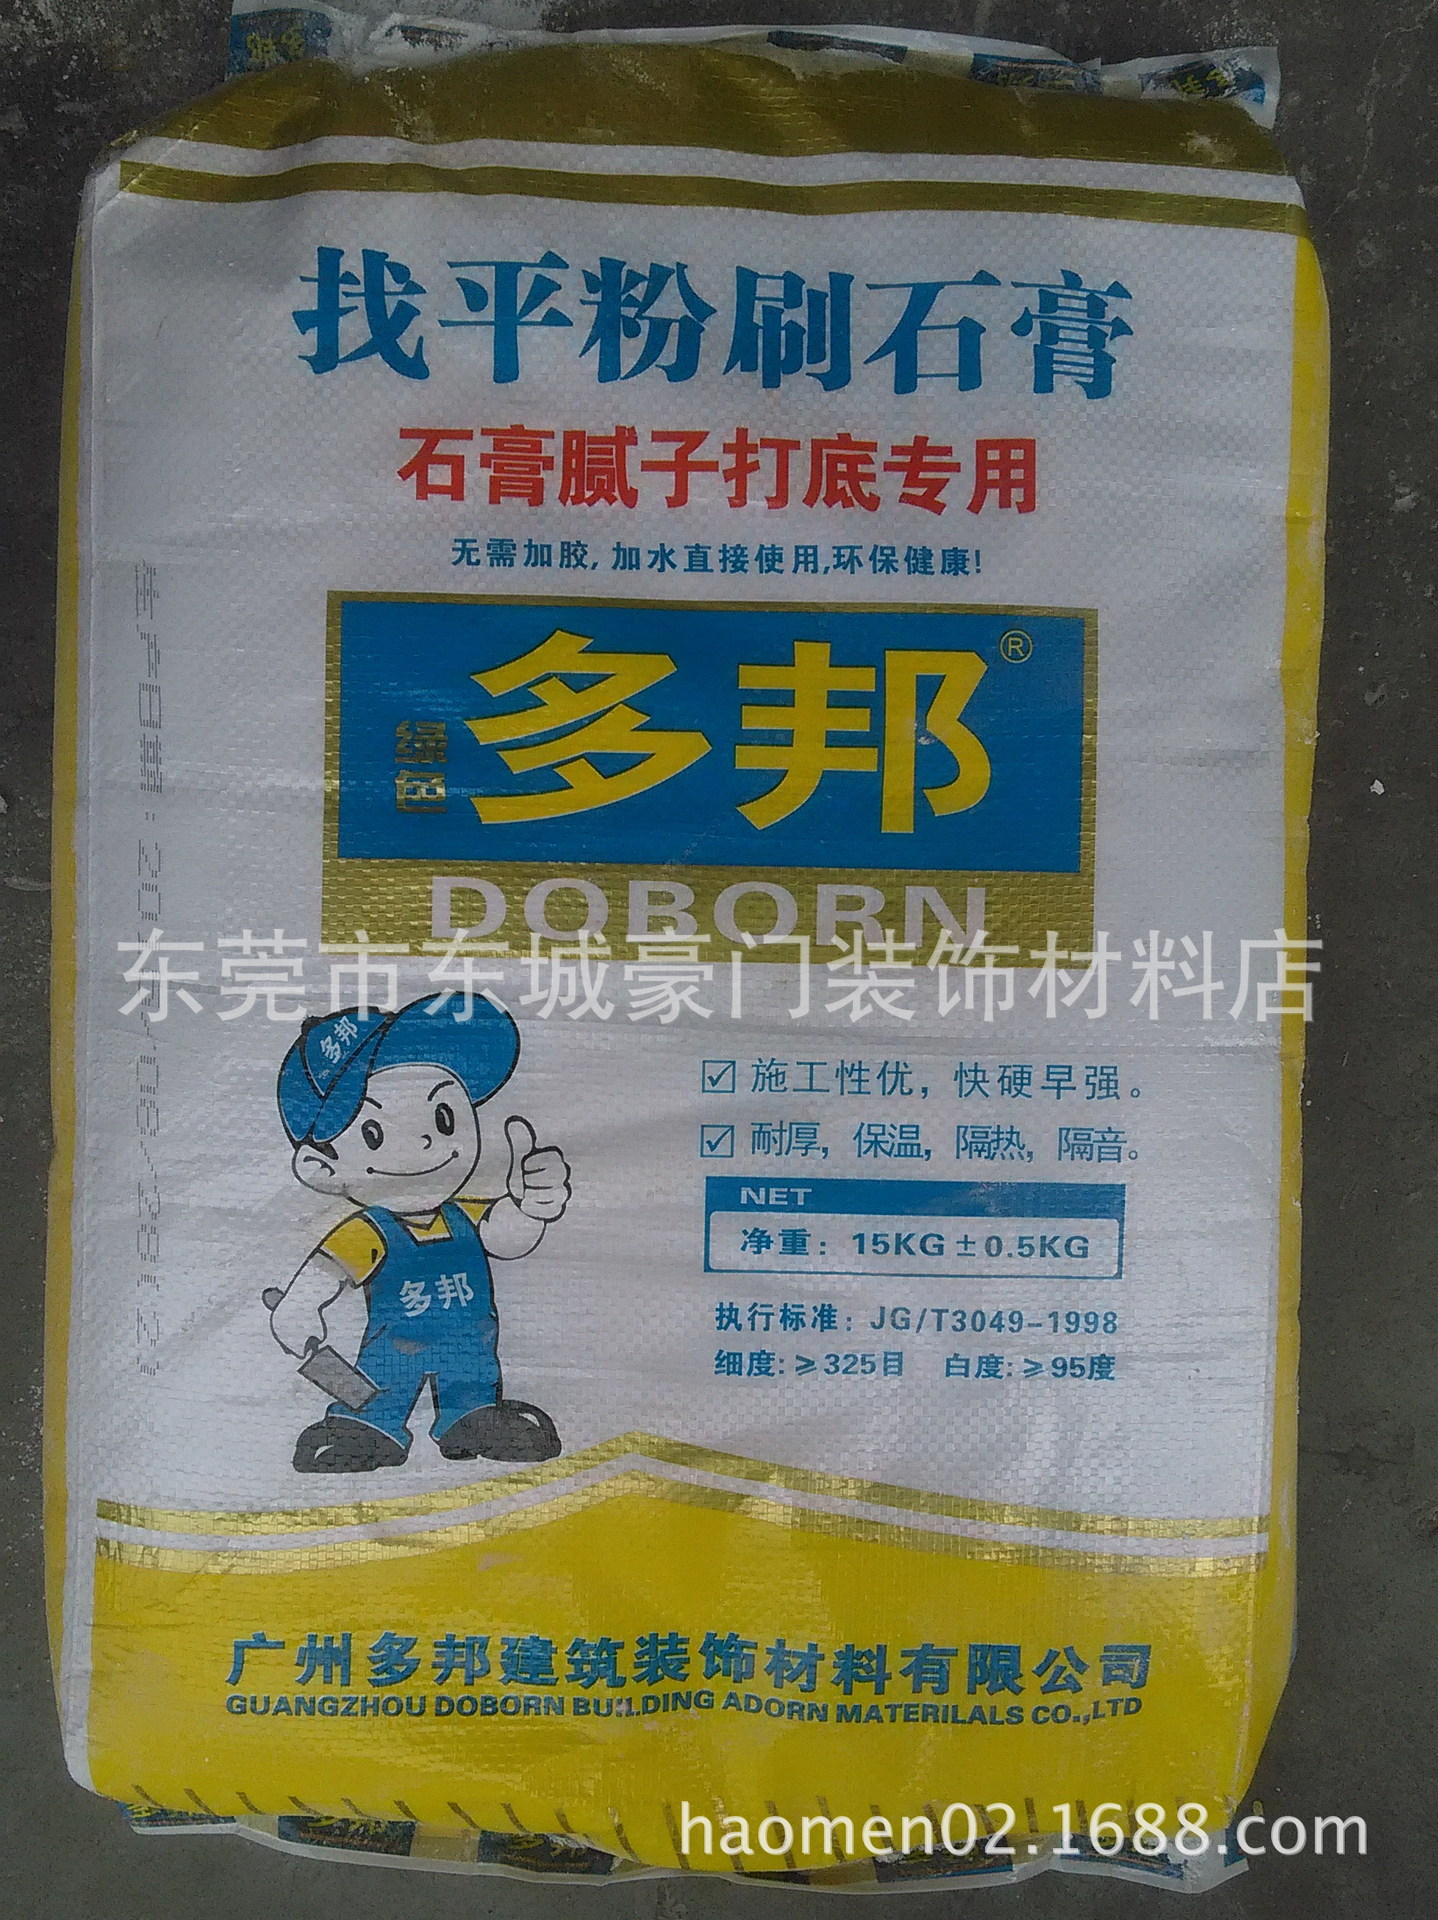 找平粉刷石膏
石膏腻子打底专用
无需加胶,加水直接使用,环保健康!
绿色
多邦®
DOBORN
东莞市东城豪门装饰材料店
多邦
多邦
☑ 施工性优，快硬早强。
☑ 耐厚，保温，隔热，隔音。
NET
净重：15KG±0.5KG
执行标准：JG/T3049-1998
细度:≥325目 白度:≥95度
生产日期:
广州多邦建筑装饰材料有限公司
GUANGZHOU DOBORN BUILDING ADORN MATERILALS CO.,LTD
haomen02.1688.com